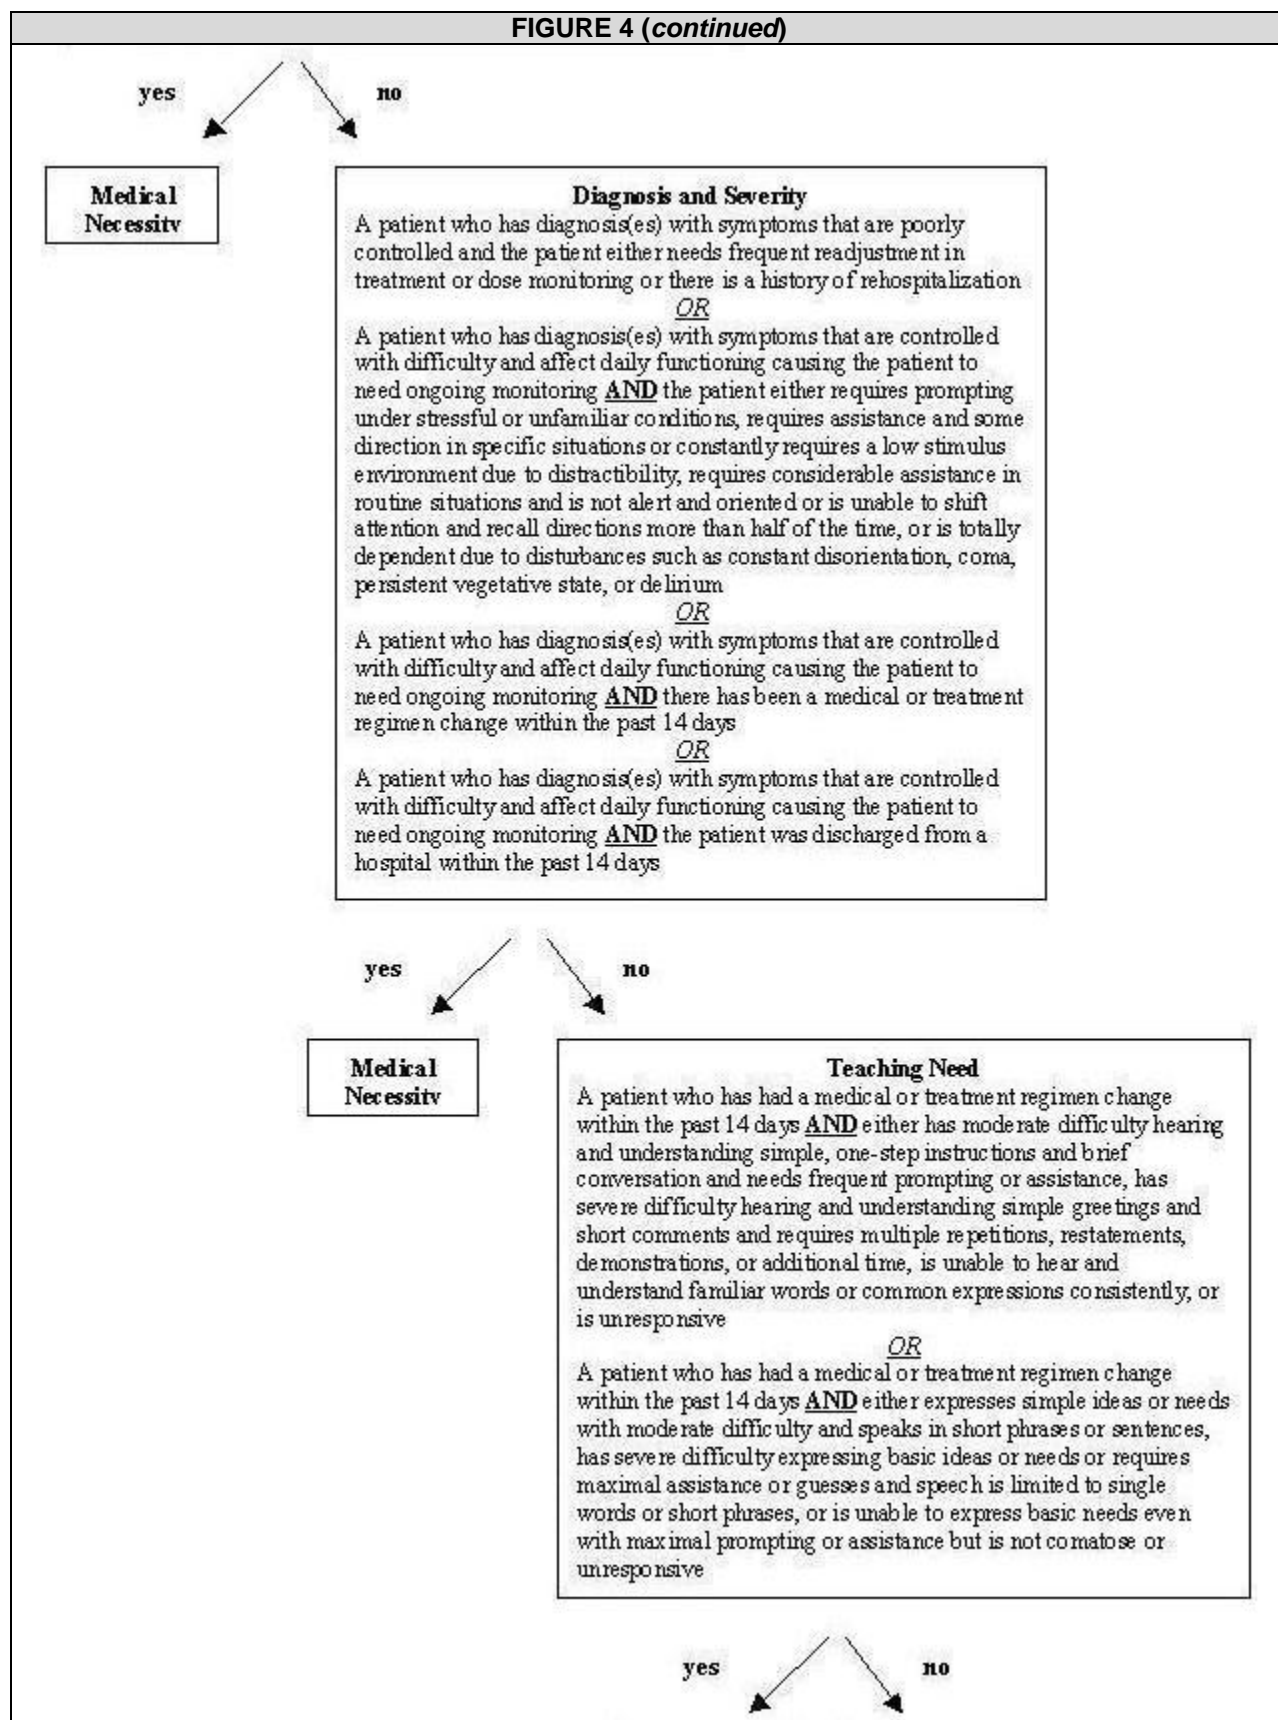 FIGURE 4 (continued)
yes
no
Medical
Necessity
Diagnosis and Severity
A patient who has diagnosis(es) with symptoms that are poorly
controlled and the patient either needs frequent readjustment in
treatment or dose monitoring or there is a history of rehospitalization
OR
A patient who has diagnosis(es) with symptoms that are controlled
with difficulty and affect daily functioning causing the patient to
need ongoing monitoring AND the patient either requires prompting
under stressful or unfamiliar conditions, requires assistance and some
direction in specific situations or constantly requires a low stimulus
environment due to distractibility, requires considerable assistance in
routine situations and is not alert and oriented or is unable to shift
attention and recall directions more than half of the time, or is totally
dependent due to disturbances such as constant disorientation, coma,
persistent vegetative state, or delirium
OR
A patient who has diagnosis(es) with symptoms that are controlled
with difficulty and affect daily functioning causing the patient to
need ongoing monitoring AND there has been a medical or treatment
regimen change within the past 14 days
OR
A patient who has diagnosis(es) with symptoms that are controlled
with difficulty and affect daily functioning causing the patient to
need ongoing monitoring AND the patient was discharged from a
hospital within the past 14 days
yes
no
Medical
Necessity
Teaching Need
A patient who has had a medical or treatment regimen change
within the past 14 days AND either has moderate difficulty hearing
and understanding simple, one-step instructions and brief
conversation and needs frequent prompting or assistance, has
severe difficulty hearing and understanding simple greetings and
short comments and requires multiple repetitions, restatements,
demonstrations, or additional time, is unable to hear and
understand familiar words or common expressions consistently, or
is unresponsive
OR
A patient who has had a medical or treatment regimen change
within the past 14 days AND either expresses simple ideas or needs
with moderate difficulty and speaks in short phrases or sentences,
has severe difficulty expressing basic ideas or needs or requires
maximal assistance or guesses and speech is limited to single
words or short phrases, or is unable to express basic needs even
with maximal prompting or assistance but is not comatose or
unresponsive
yes
no